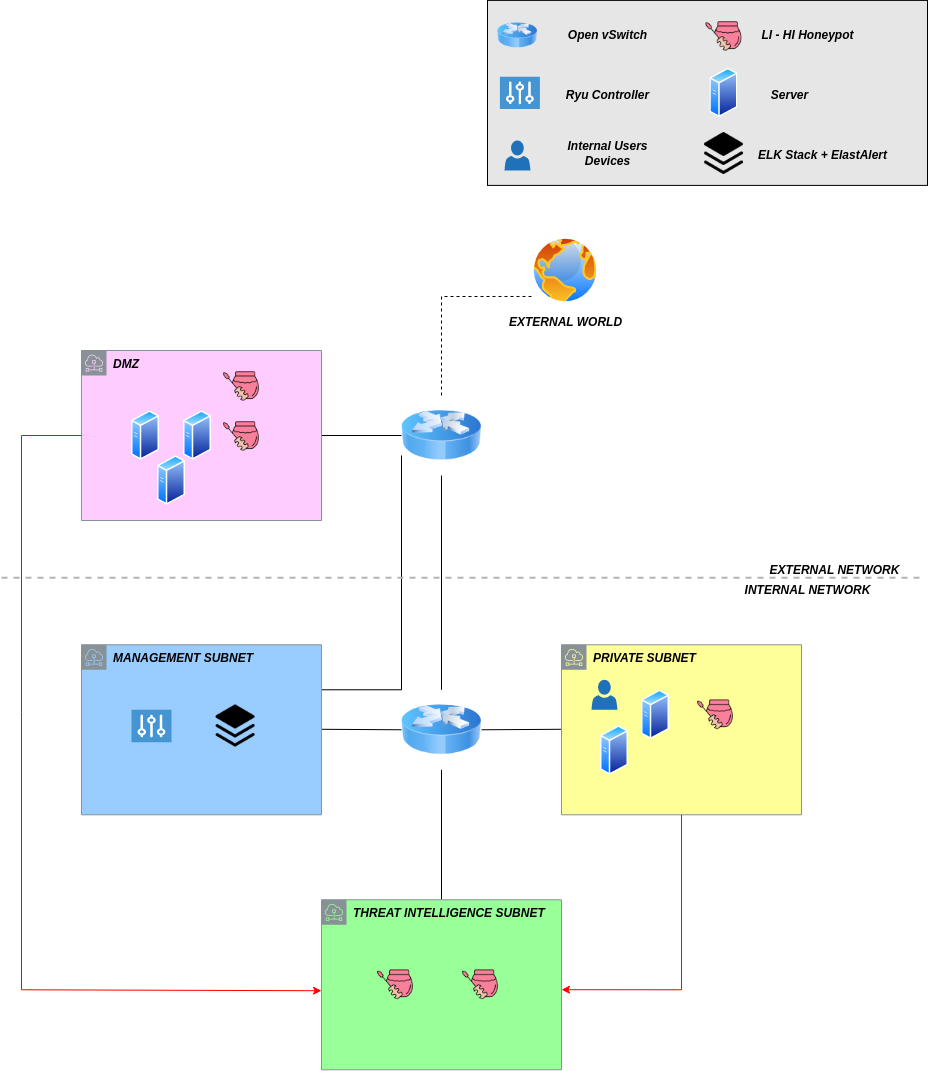 Open vSwitch
LI - HI Honeypot
Ryu Controller
Server
Internal Users
Devices
ELK Stack + ElastAlert
EXTERNAL WORLD
DMZ
EXTERNAL NETWORK
INTERNAL NETWORK
MANAGEMENT SUBNET
PRIVATE SUBNET
THREAT INTELLIGENCE SUBNET